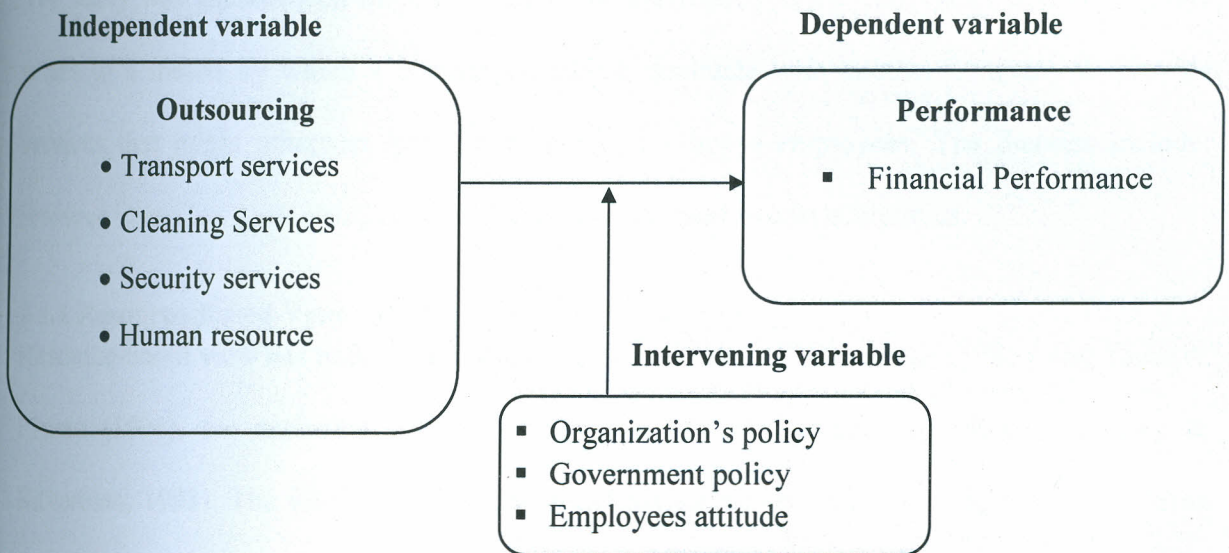 Independent variable
Outsourcing
• Transport services
• Cleaning Services
• Security services
• Human resource
Dependent variable
Performance
▪ Financial Performance
Intervening variable
▪ Organization's policy
▪ Government policy
▪ Employees attitude